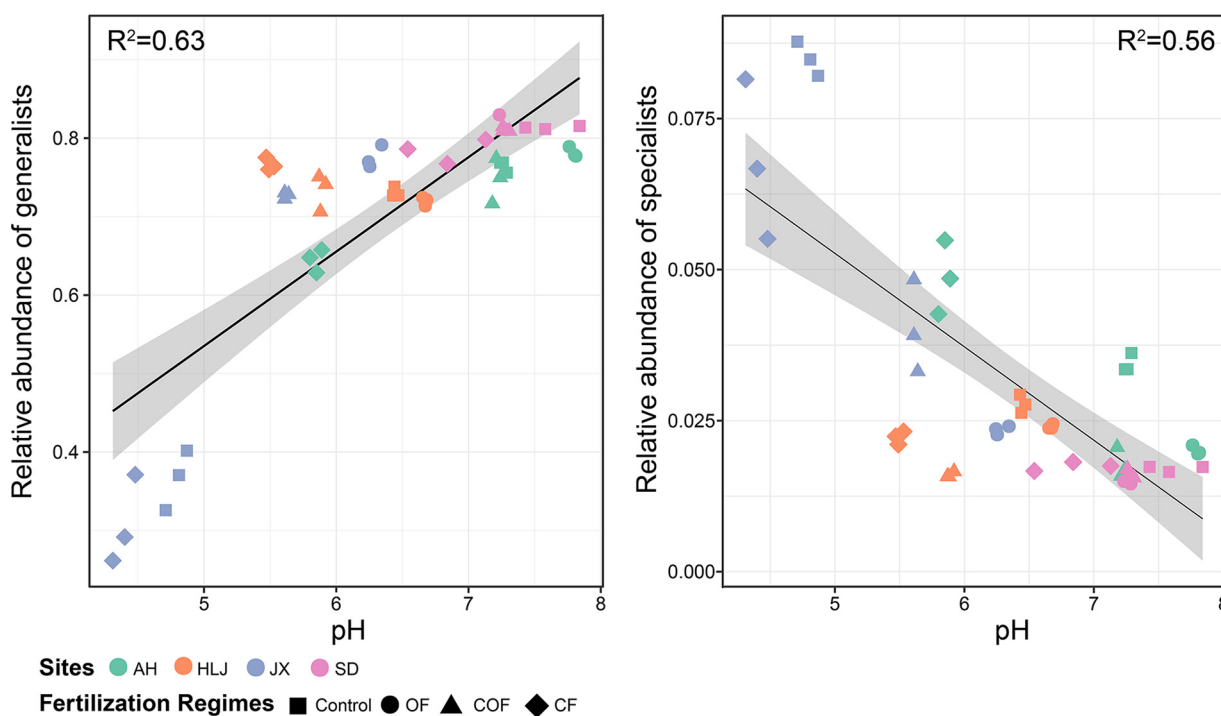 R²=0.63
Relative abundance of generalists
0.8
0.6
0.4
5 6 7 8
pH
R²=0.56
Relative abundance of specialists
0.075
0.050
0.025
0.000
5 6 7 8
pH
Sites AH HLJ JX SD
Fertilization Regimes Control OF COF CF